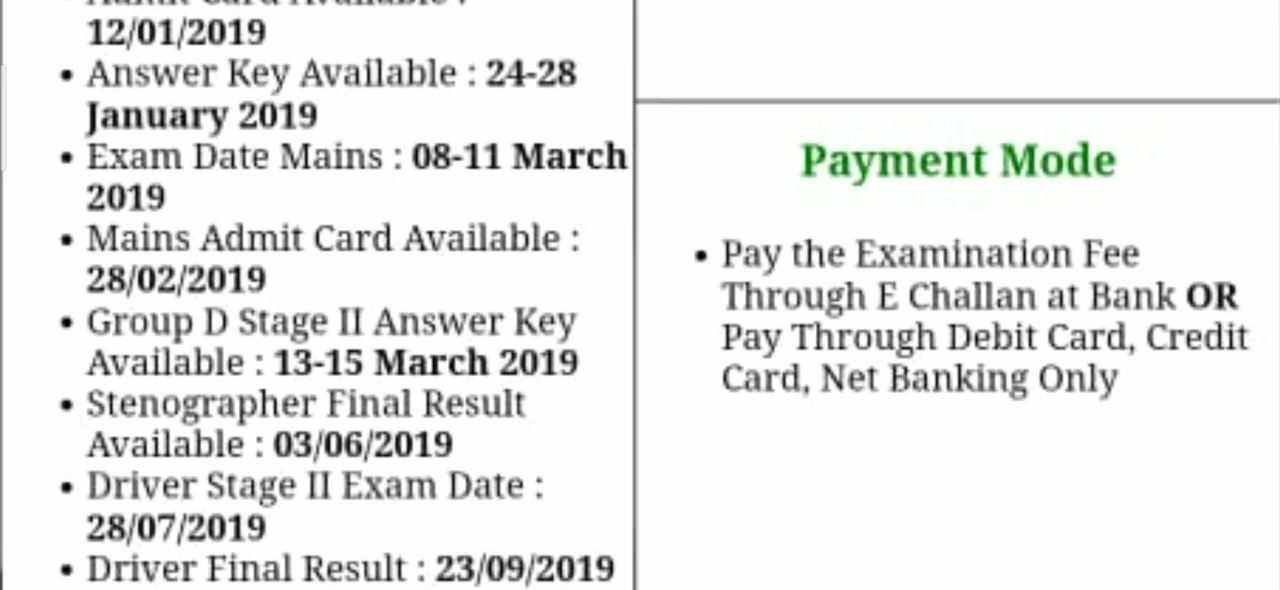 Admit Card Available :
12/01/2019
• Answer Key Available : 24-28
January 2019
• Exam Date Mains : 08-11 March
2019
• Mains Admit Card Available :
28/02/2019
• Group D Stage II Answer Key
Available : 13-15 March 2019
• Stenographer Final Result
Available : 03/06/2019
• Driver Stage II Exam Date :
28/07/2019
• Driver Final Result : 23/09/2019
Payment Mode
• Pay the Examination Fee
Through E Challan at Bank OR
Pay Through Debit Card, Credit
Card, Net Banking Only